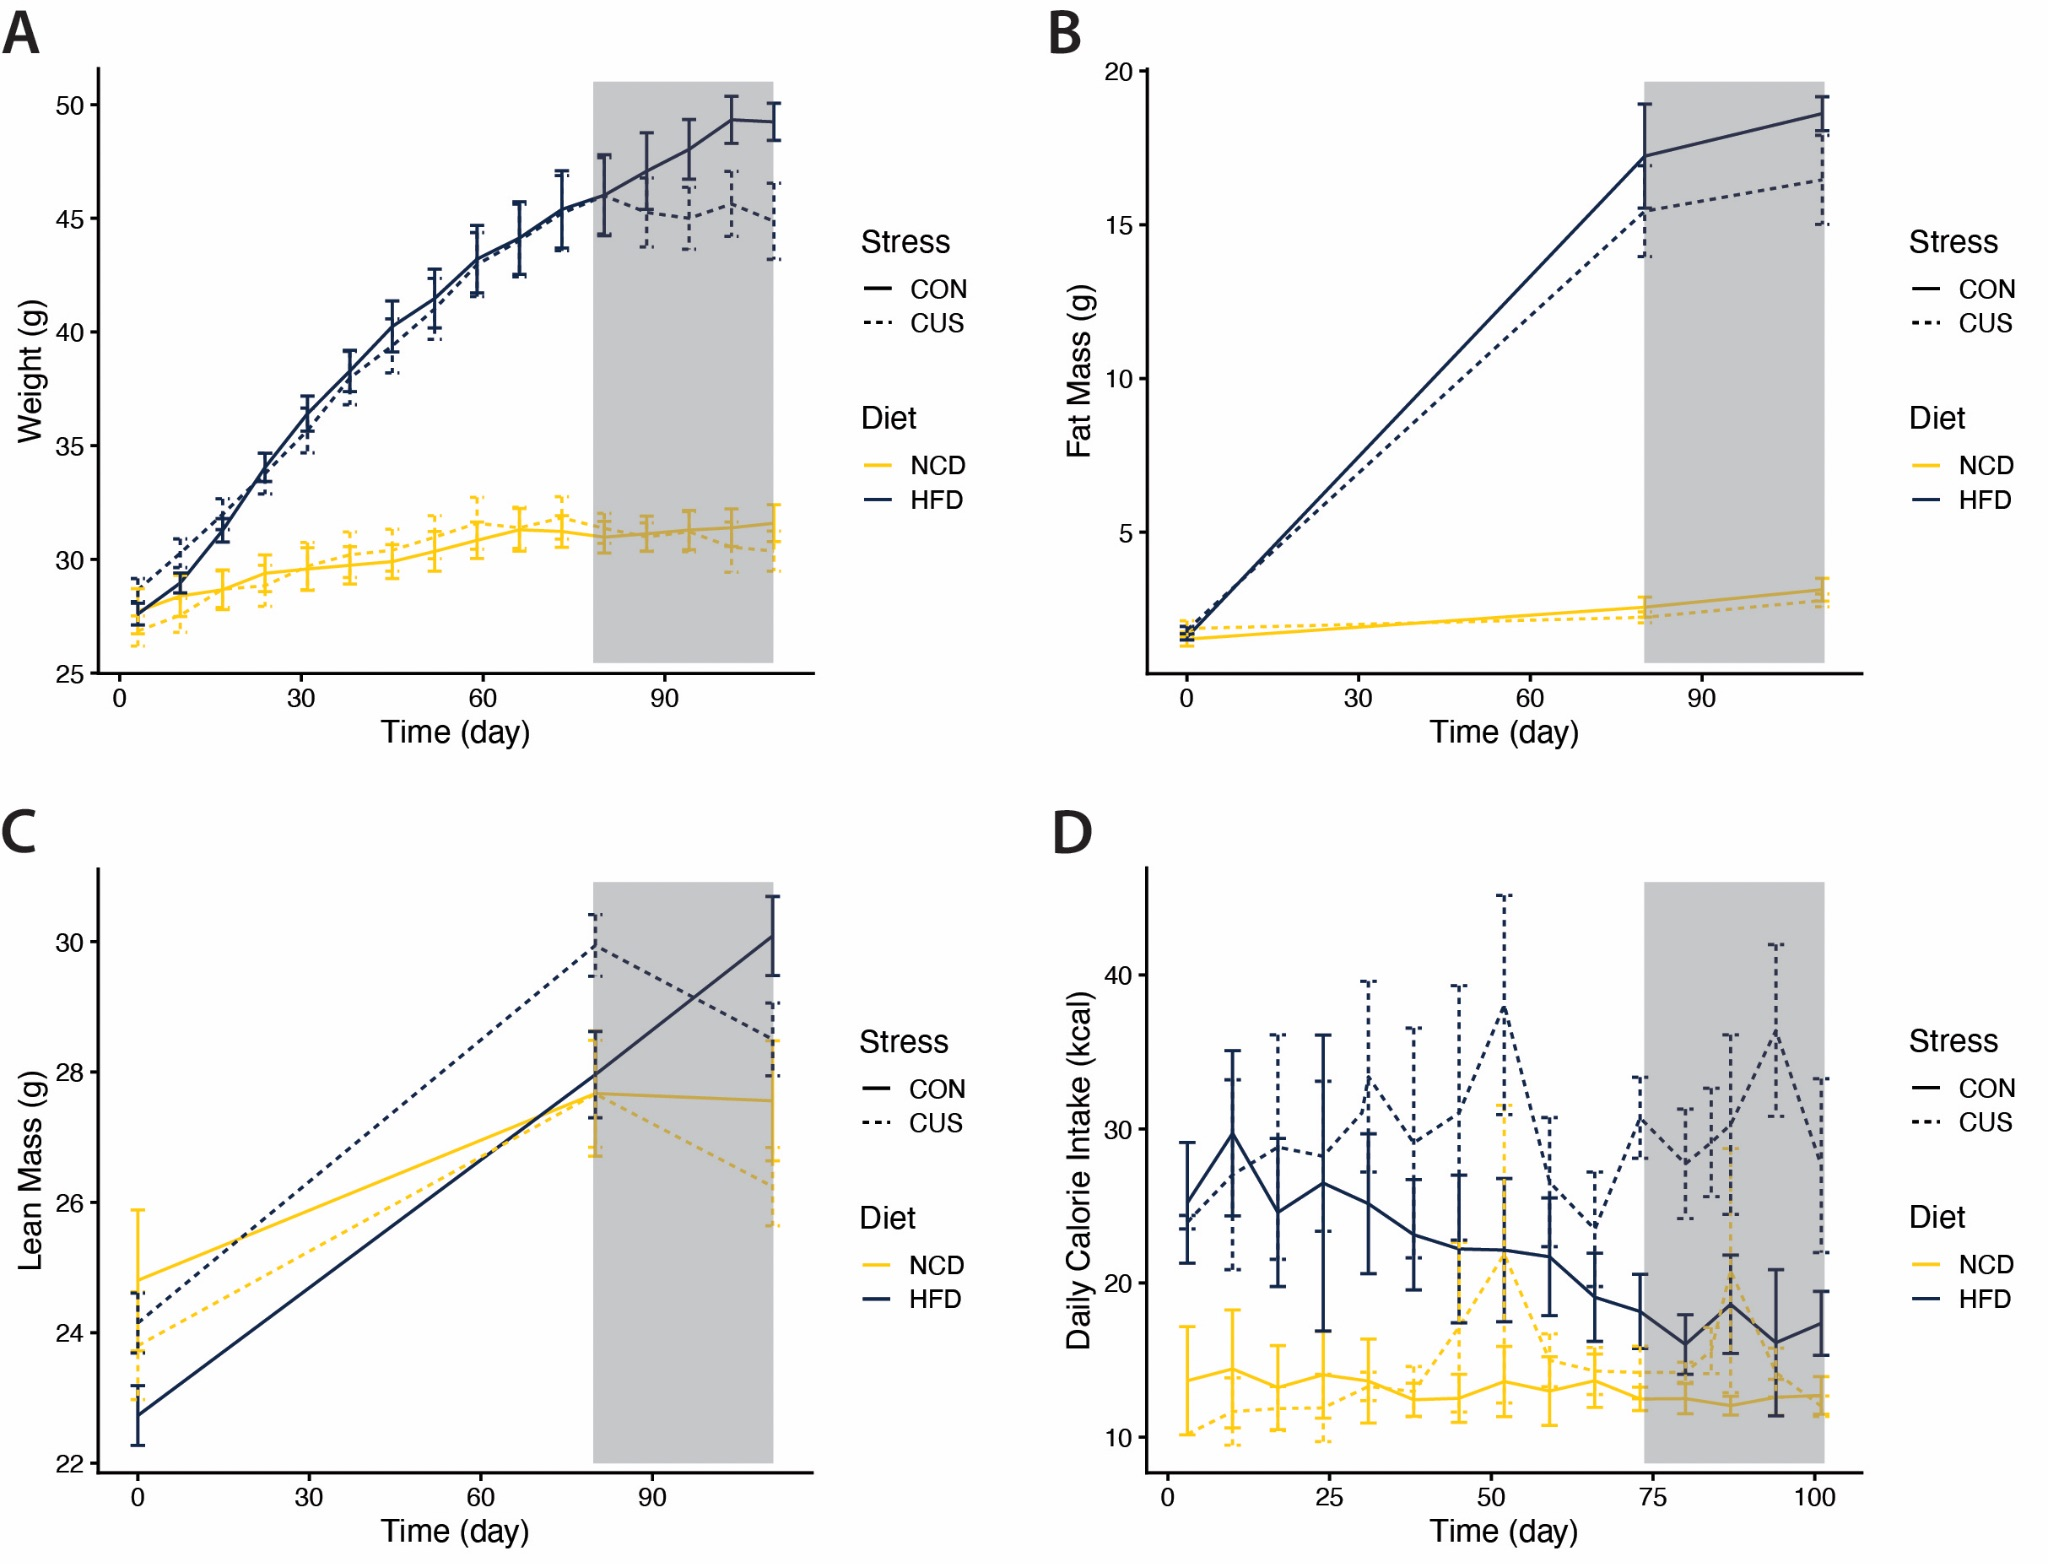 A
50
45
40
35
30
25
Weight (g)
0 30 60 90
Time (day)
Stress
CON
CUS
Diet
NCD
HFD
B
20
15
10
5
Fat Mass (g)
0 30 60 90
Time (day)
Stress
CON
CUS
Diet
NCD
HFD
C
30
28
26
24
22
Lean Mass (g)
0 30 60 90
Time (day)
Stress
CON
CUS
Diet
NCD
HFD
D
40
30
20
10
Daily Calorie Intake (kcal)
0 25 50 75 100
Time (day)
Stress
CON
CUS
Diet
NCD
HFD